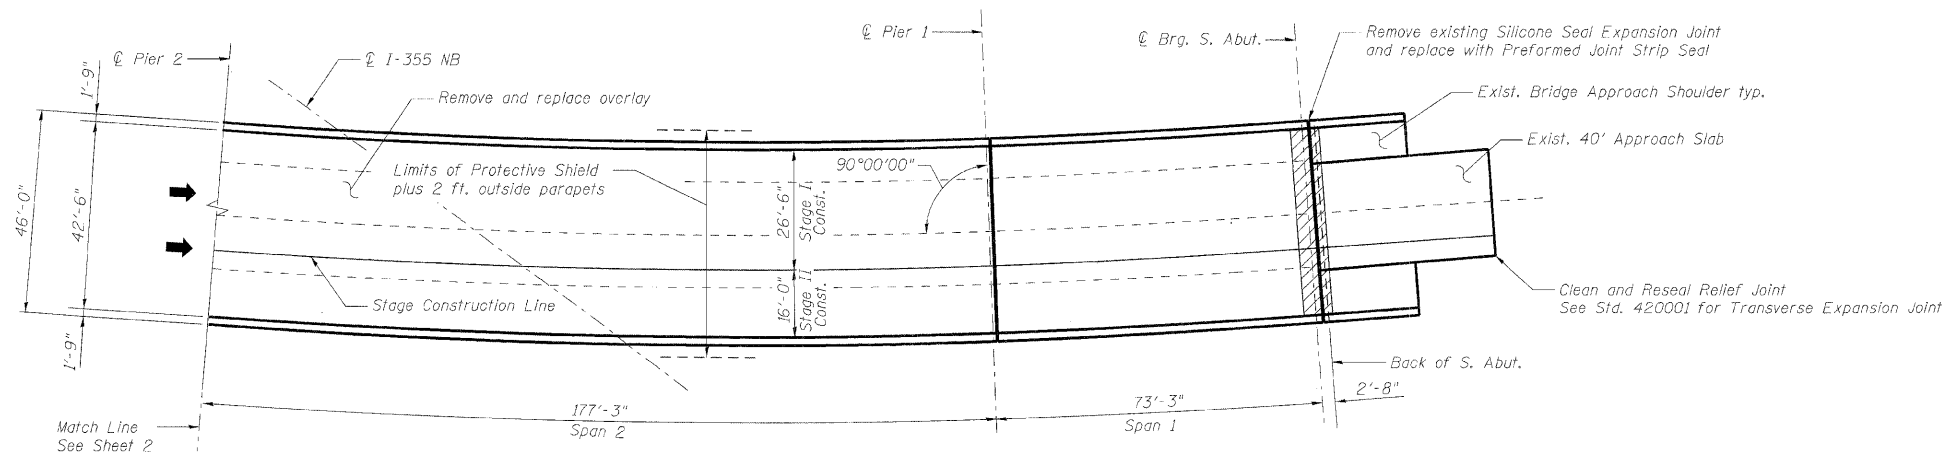 ℄ Pier 2
℄ I-355 NB
℄ Pier 1
℄ Brg. S. Abut.
Remove existing Silicone Seal Expansion Joint
and replace with Preformed Joint Strip Seal
Remove and replace overlay
Exist. Bridge Approach Shoulder typ.
Exist. 40' Approach Slab
1'-9"
46'-0"
42'-6"
1'-9"
Limits of Protective Shield
plus 2 ft. outside parapets
90°00'00"
26'-6"
Stage I
Const.
16'-0"
Stage II
Const.
Stage Construction Line
Clean and Reseal Relief Joint
See Std. 420001 for Transverse Expansion Joint
Back of S. Abut.
2'-8"
177'-3"
Span 2
73'-3"
Span 1
Match Line
See Sheet 2